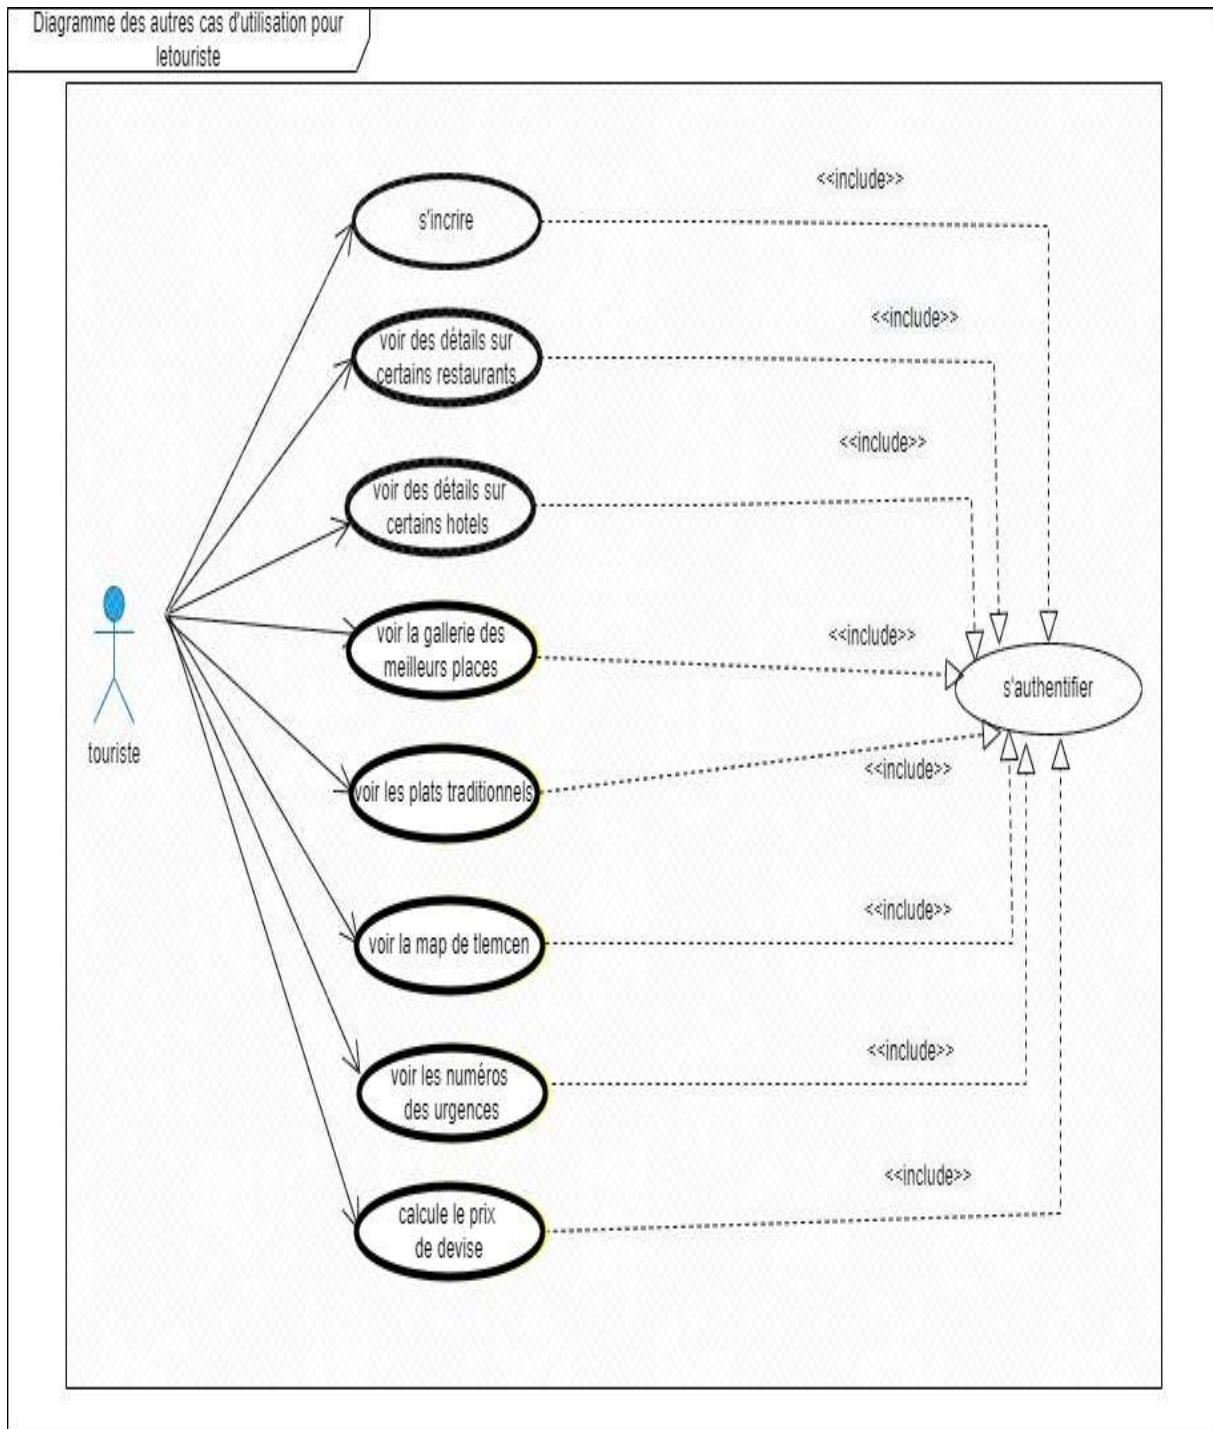 Diagramme des autres cas d'utilisation pour
letouriste
<<include>>
s'incrire
<<include>>
voir des détails sur
certains restaurants
<<include>>
voir des détails sur
certains hotels
<<include>>
voir la gallerie des
meilleurs places
s'authentifier
touriste
<<include>>
voir les plats traditionnels
<<include>>
voir la map de tlemcen
<<include>>
voir les numéros
des urgences
<<include>>
calcule le prix
de devise